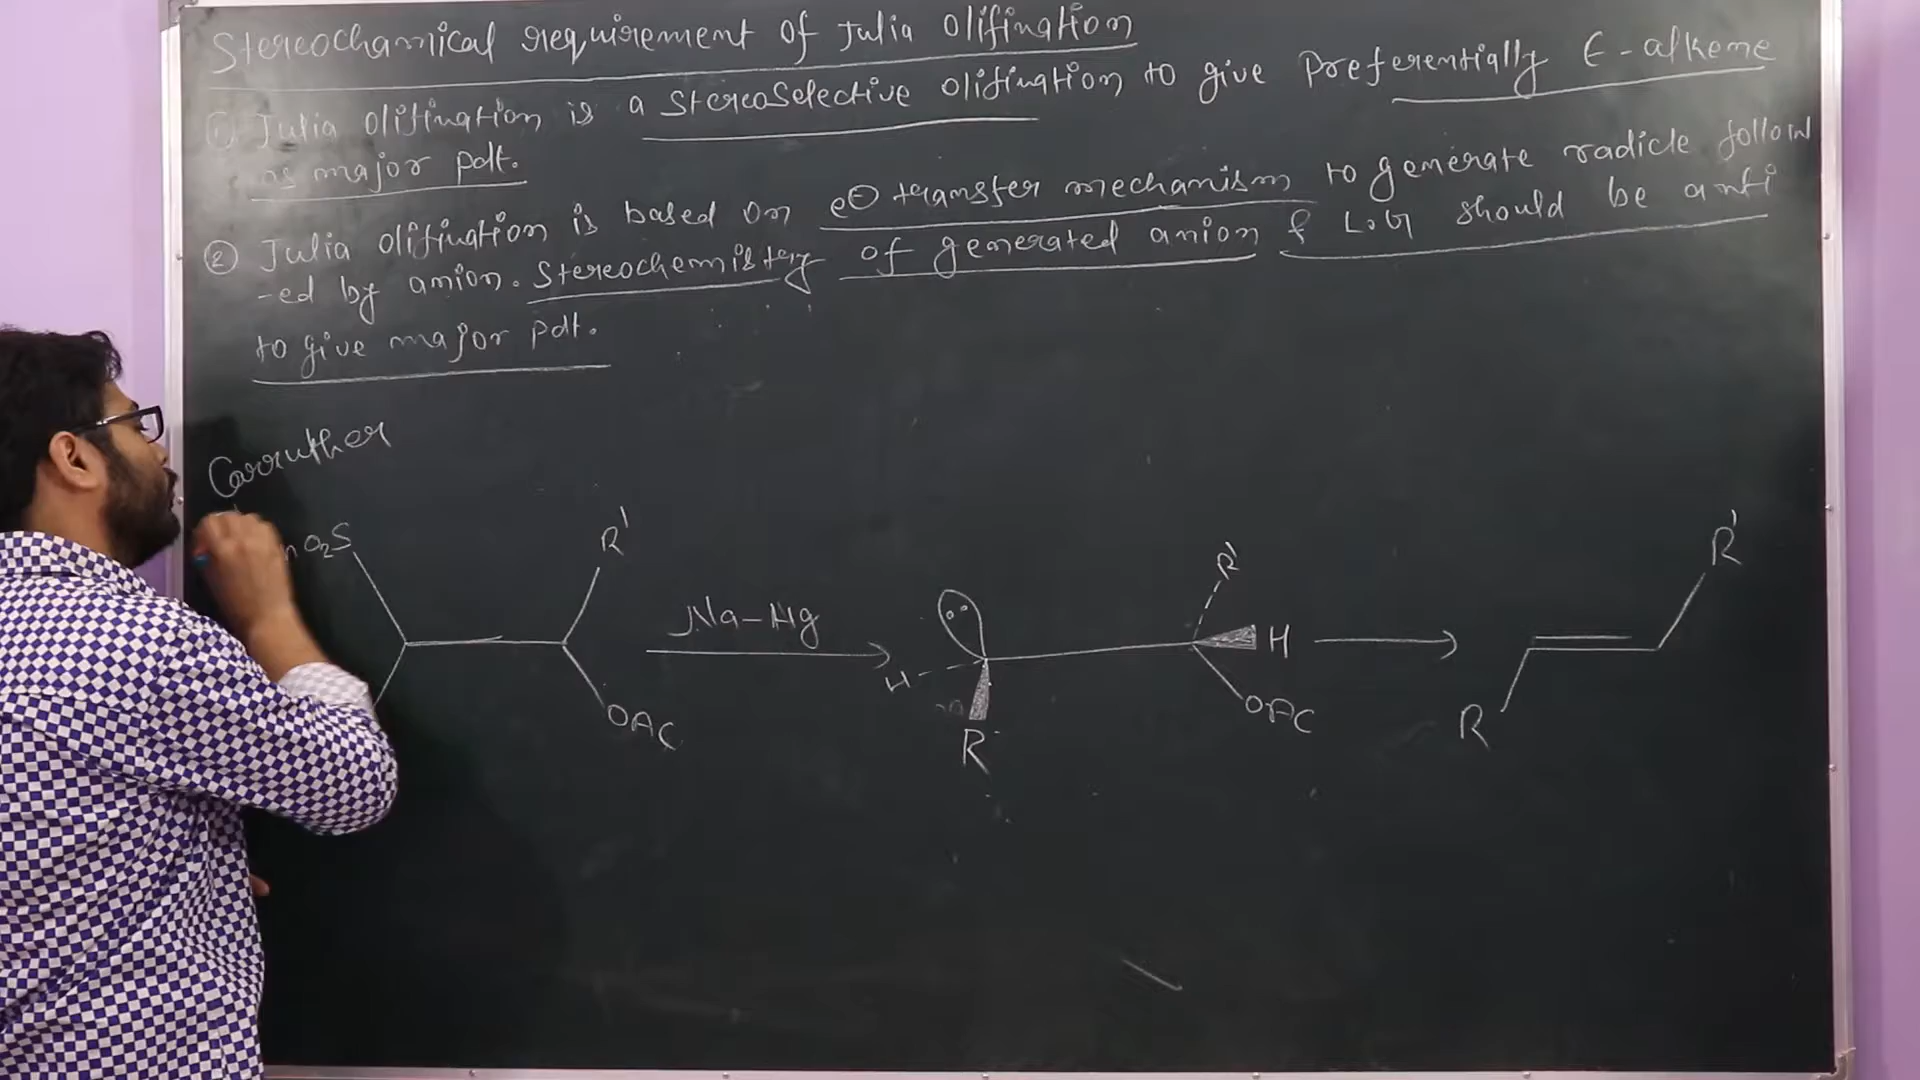 Stereochamical requirement of Julia Olifination
① Julia olifination is a Stereoselective olifination to give Preferentially E-alkene
as major pdt.
② Julia olifination is based on e⊖ transfer mechanism to generate radicle follow
-ed by anion. Stereochemistry of generated anion & L.G should be anti
to give major pdt.
Carruther
O₂S
R'
OAC
Na-Hg
H
R
R'
H
OAC
R
R'